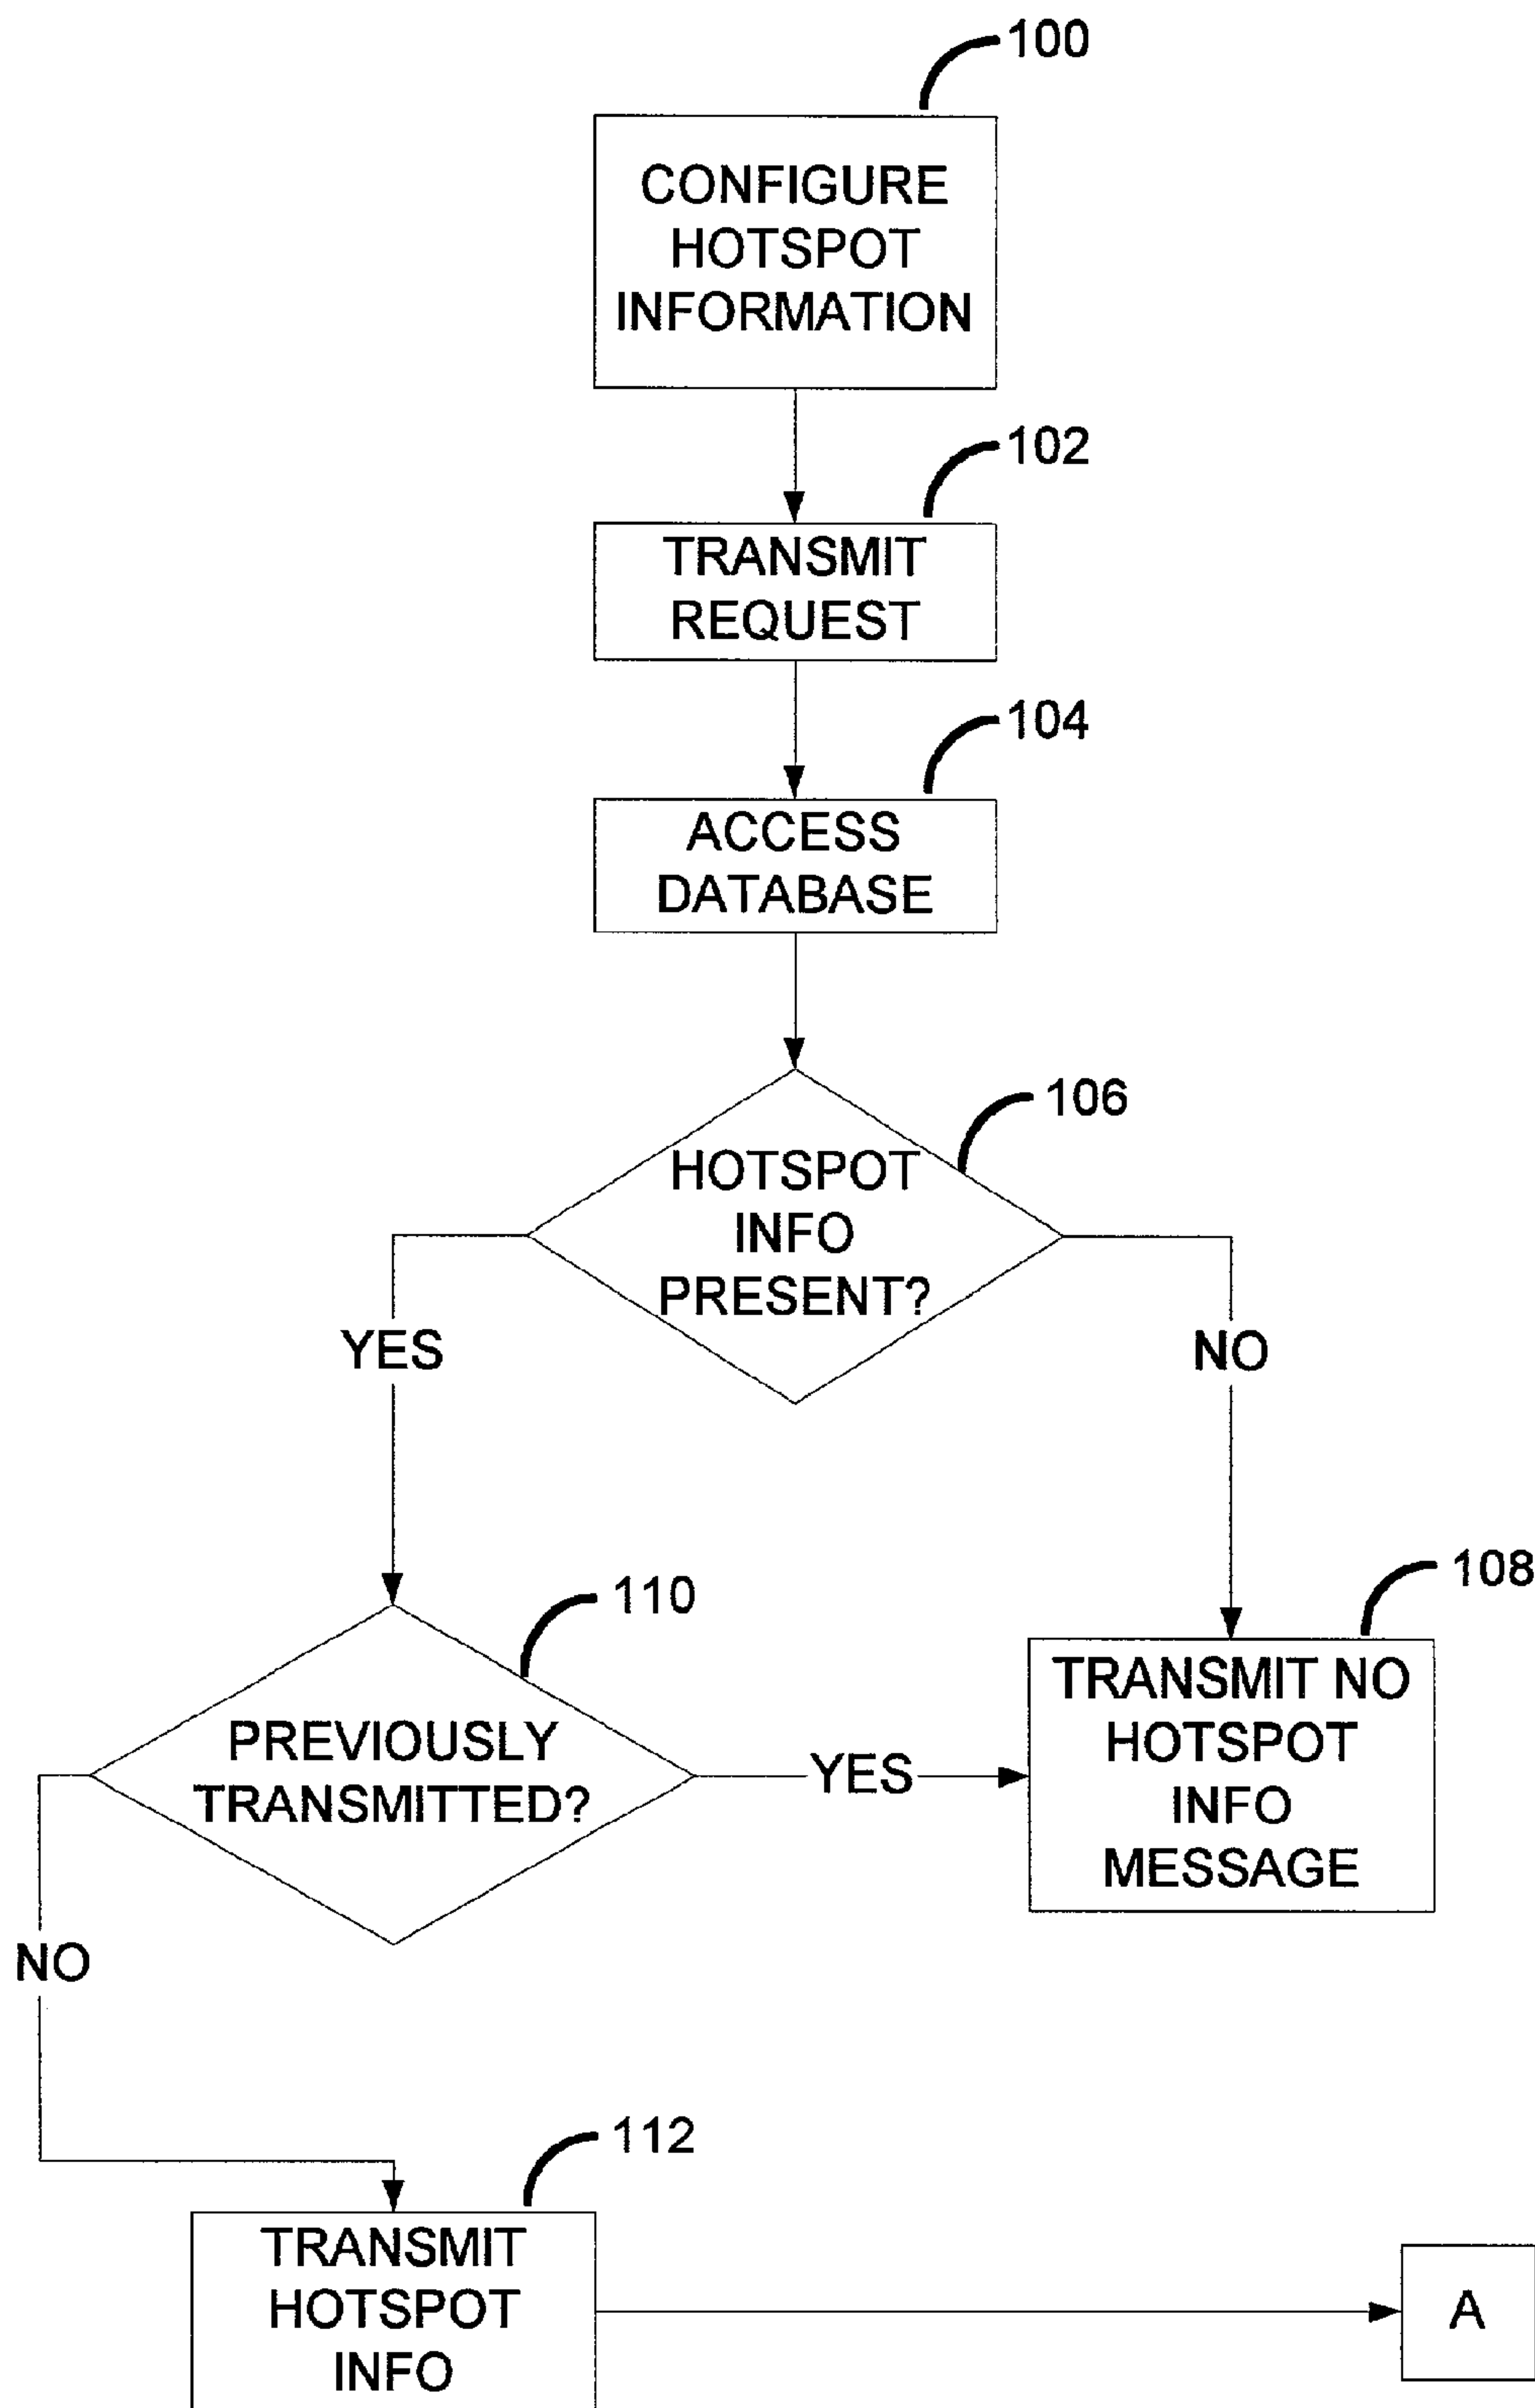 100
CONFIGURE
HOTSPOT
INFORMATION
102
TRANSMIT
REQUEST
104
ACCESS
DATABASE
106
HOTSPOT
INFO
PRESENT?
YES
NO
108
110
TRANSMIT NO
HOTSPOT
INFO
MESSAGE
PREVIOUSLY
TRANSMITTED?
YES
NO
112
TRANSMIT
HOTSPOT
INFO
A